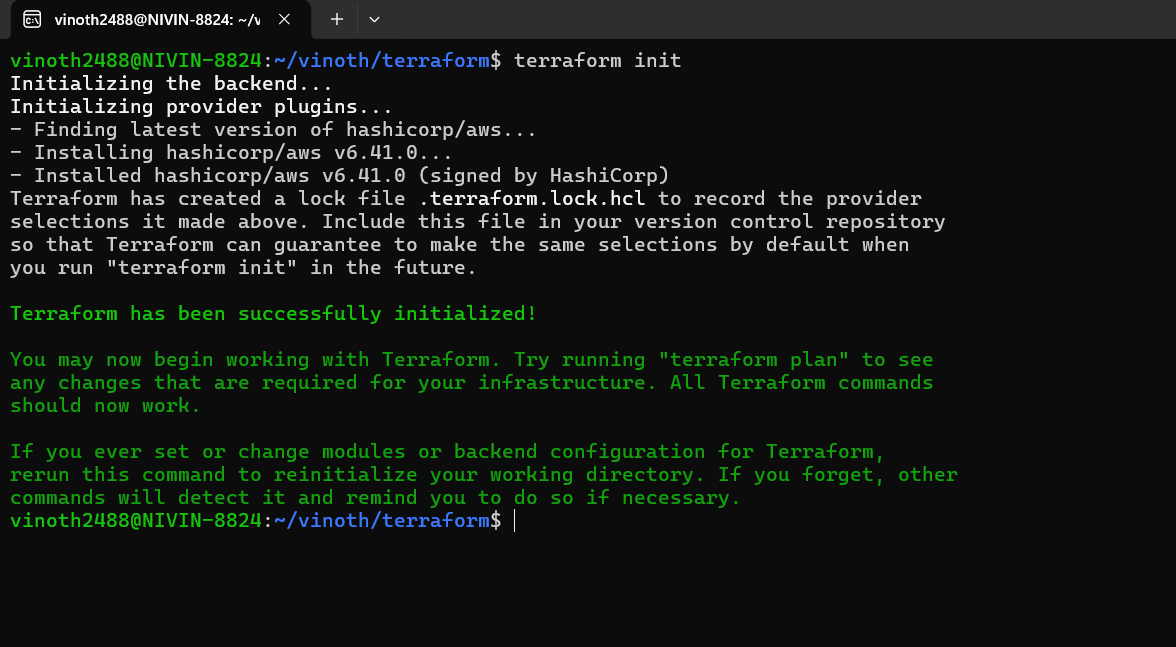 vinoth2488@NIVIN-8824: ~/v
vinoth2488@NIVIN-8824:~/vinoth/terraform$ terraform init
Initializing the backend...
Initializing provider plugins...
- Finding latest version of hashicorp/aws...
- Installing hashicorp/aws v6.41.0...
- Installed hashicorp/aws v6.41.0 (signed by HashiCorp)
Terraform has created a lock file .terraform.lock.hcl to record the provider
selections it made above. Include this file in your version control repository
so that Terraform can guarantee to make the same selections by default when
you run "terraform init" in the future.
Terraform has been successfully initialized!
You may now begin working with Terraform. Try running "terraform plan" to see
any changes that are required for your infrastructure. All Terraform commands
should now work.
If you ever set or change modules or backend configuration for Terraform,
rerun this command to reinitialize your working directory. If you forget, other
commands will detect it and remind you to do so if necessary.
vinoth2488@NIVIN-8824:~/vinoth/terraform$